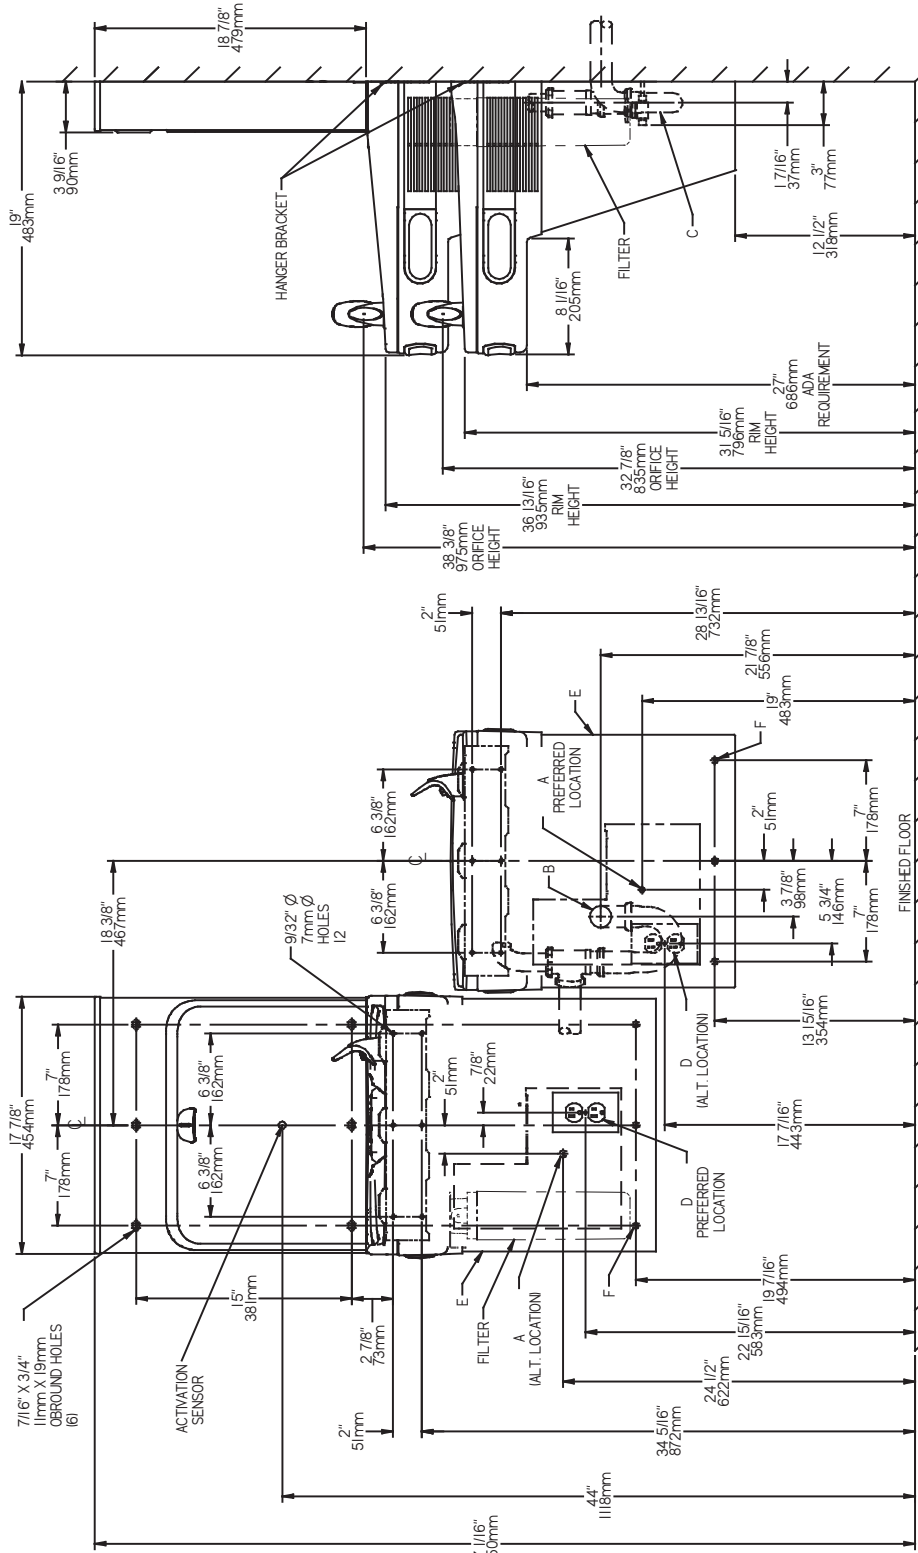 18 7/8"
479mm
19"
483mm
3 9/16"
90mm
HANGER BRACKET
FILTER
C
1 7/16"
37mm
3"
77mm
12 1/2"
318mm
8 1/16"
205mm
27"
686mm
ADA
REQUIREMENT
31 5/16"
796mm
RIM
HEIGHT
32 7/8"
835mm
ORIFICE
HEIGHT
36 13/16"
935mm
RIM
HEIGHT
38 3/8"
975mm
ORIFICE
HEIGHT
2"
51mm
28 13/16"
732mm
21 7/8"
556mm
19"
483mm
E
F
A
PREFERRED
LOCATION
B
6 3/8"
162mm
6 3/8"
162mm
CL
18 3/8"
467mm
7"
178mm
2"
51mm
3 7/8"
98mm
5 3/4"
146mm
7"
178mm
FINISHED FLOOR
13 15/16"
354mm
D
(ALT. LOCATION)
17 7/16"
443mm
9/32" Ø
7mm Ø
HOLES
12
17 7/8"
454mm
7"
178mm
CL
7"
178mm
6 3/8"
162mm
6 3/8"
162mm
2"
51mm
7/8"
22mm
D
PREFERRED
LOCATION
F
E
FILTER
A
(ALT. LOCATION)
19 7/16"
494mm
22 15/16"
583mm
24 1/2"
622mm
34 5/16"
872mm
2"
51mm
2 7/8"
73mm
15"
381mm
7/16" X 3/4"
11mm X 19mm
OBROUND HOLES
(6)
ACTIVATION
SENSOR
44"
1118mm